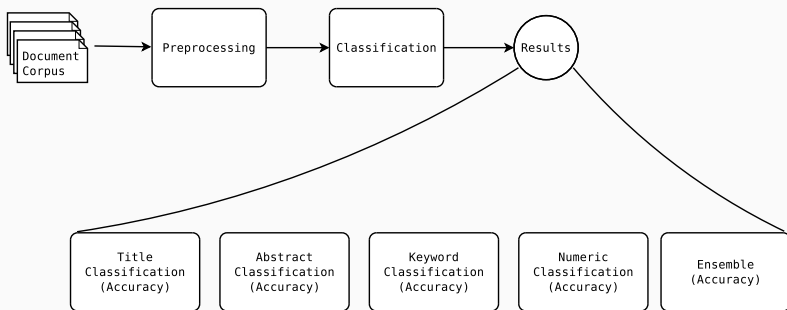 Document
Corpus
Preprocessing
Classification
Results
Title
Classification
(Accuracy)
Abstract
Classification
(Accuracy)
Keyword
Classification
(Accuracy)
Numeric
Classification
(Accuracy)
Ensemble
(Accuracy)